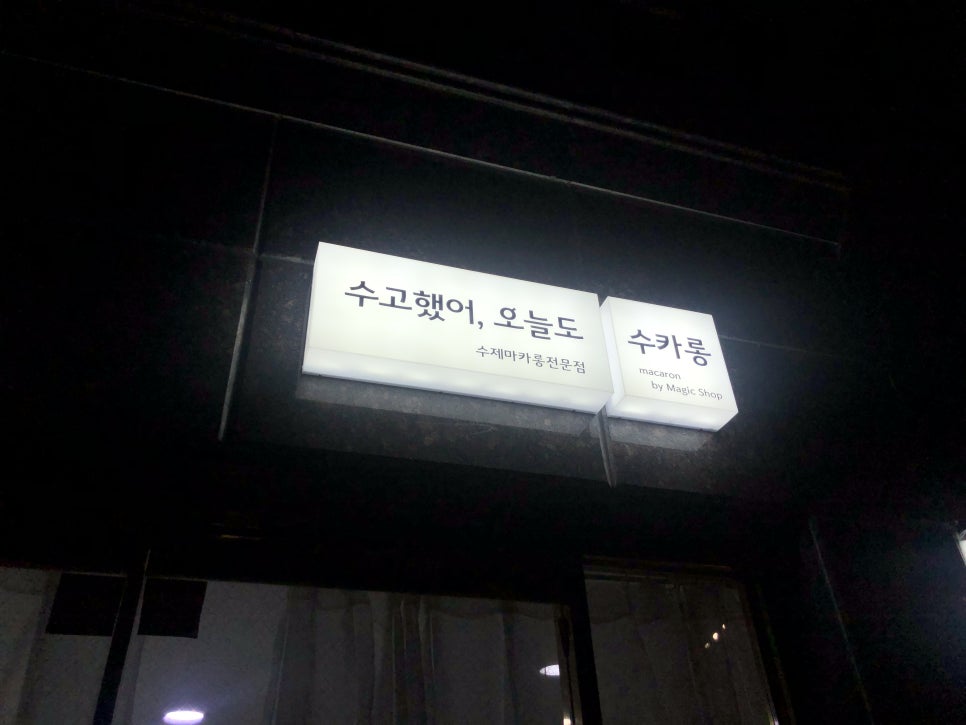 수고했어, 오늘도
수제마카롱전문점
수카롱
macaron
by Magic Shop